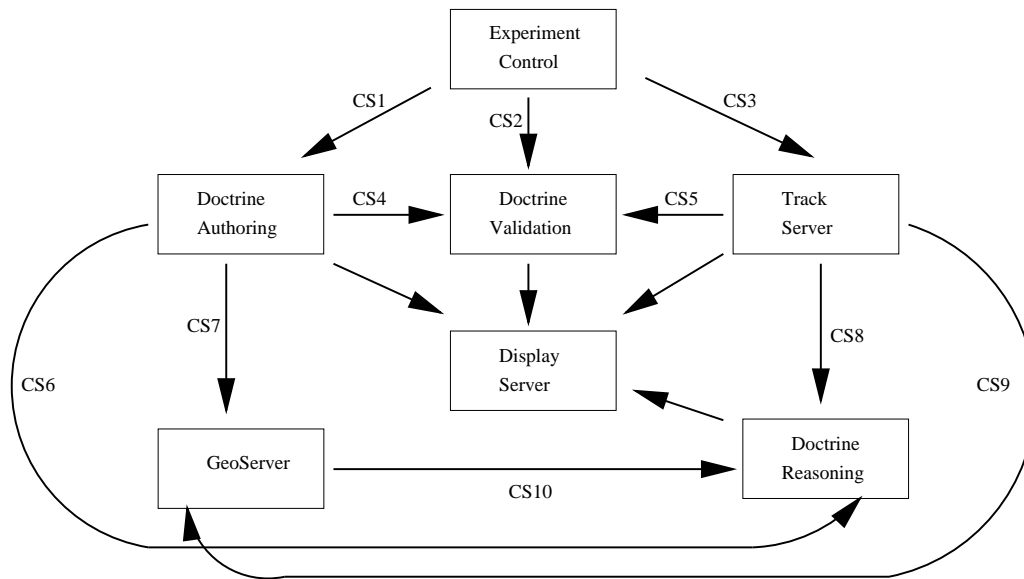 Experiment
Control
CS1
CS3
CS2
Doctrine
Authoring
CS4
Doctrine
Validation
CS5
Track
Server
CS7
CS8
Display
Server
CS6
CS9
GeoServer
Doctrine
Reasoning
CS10